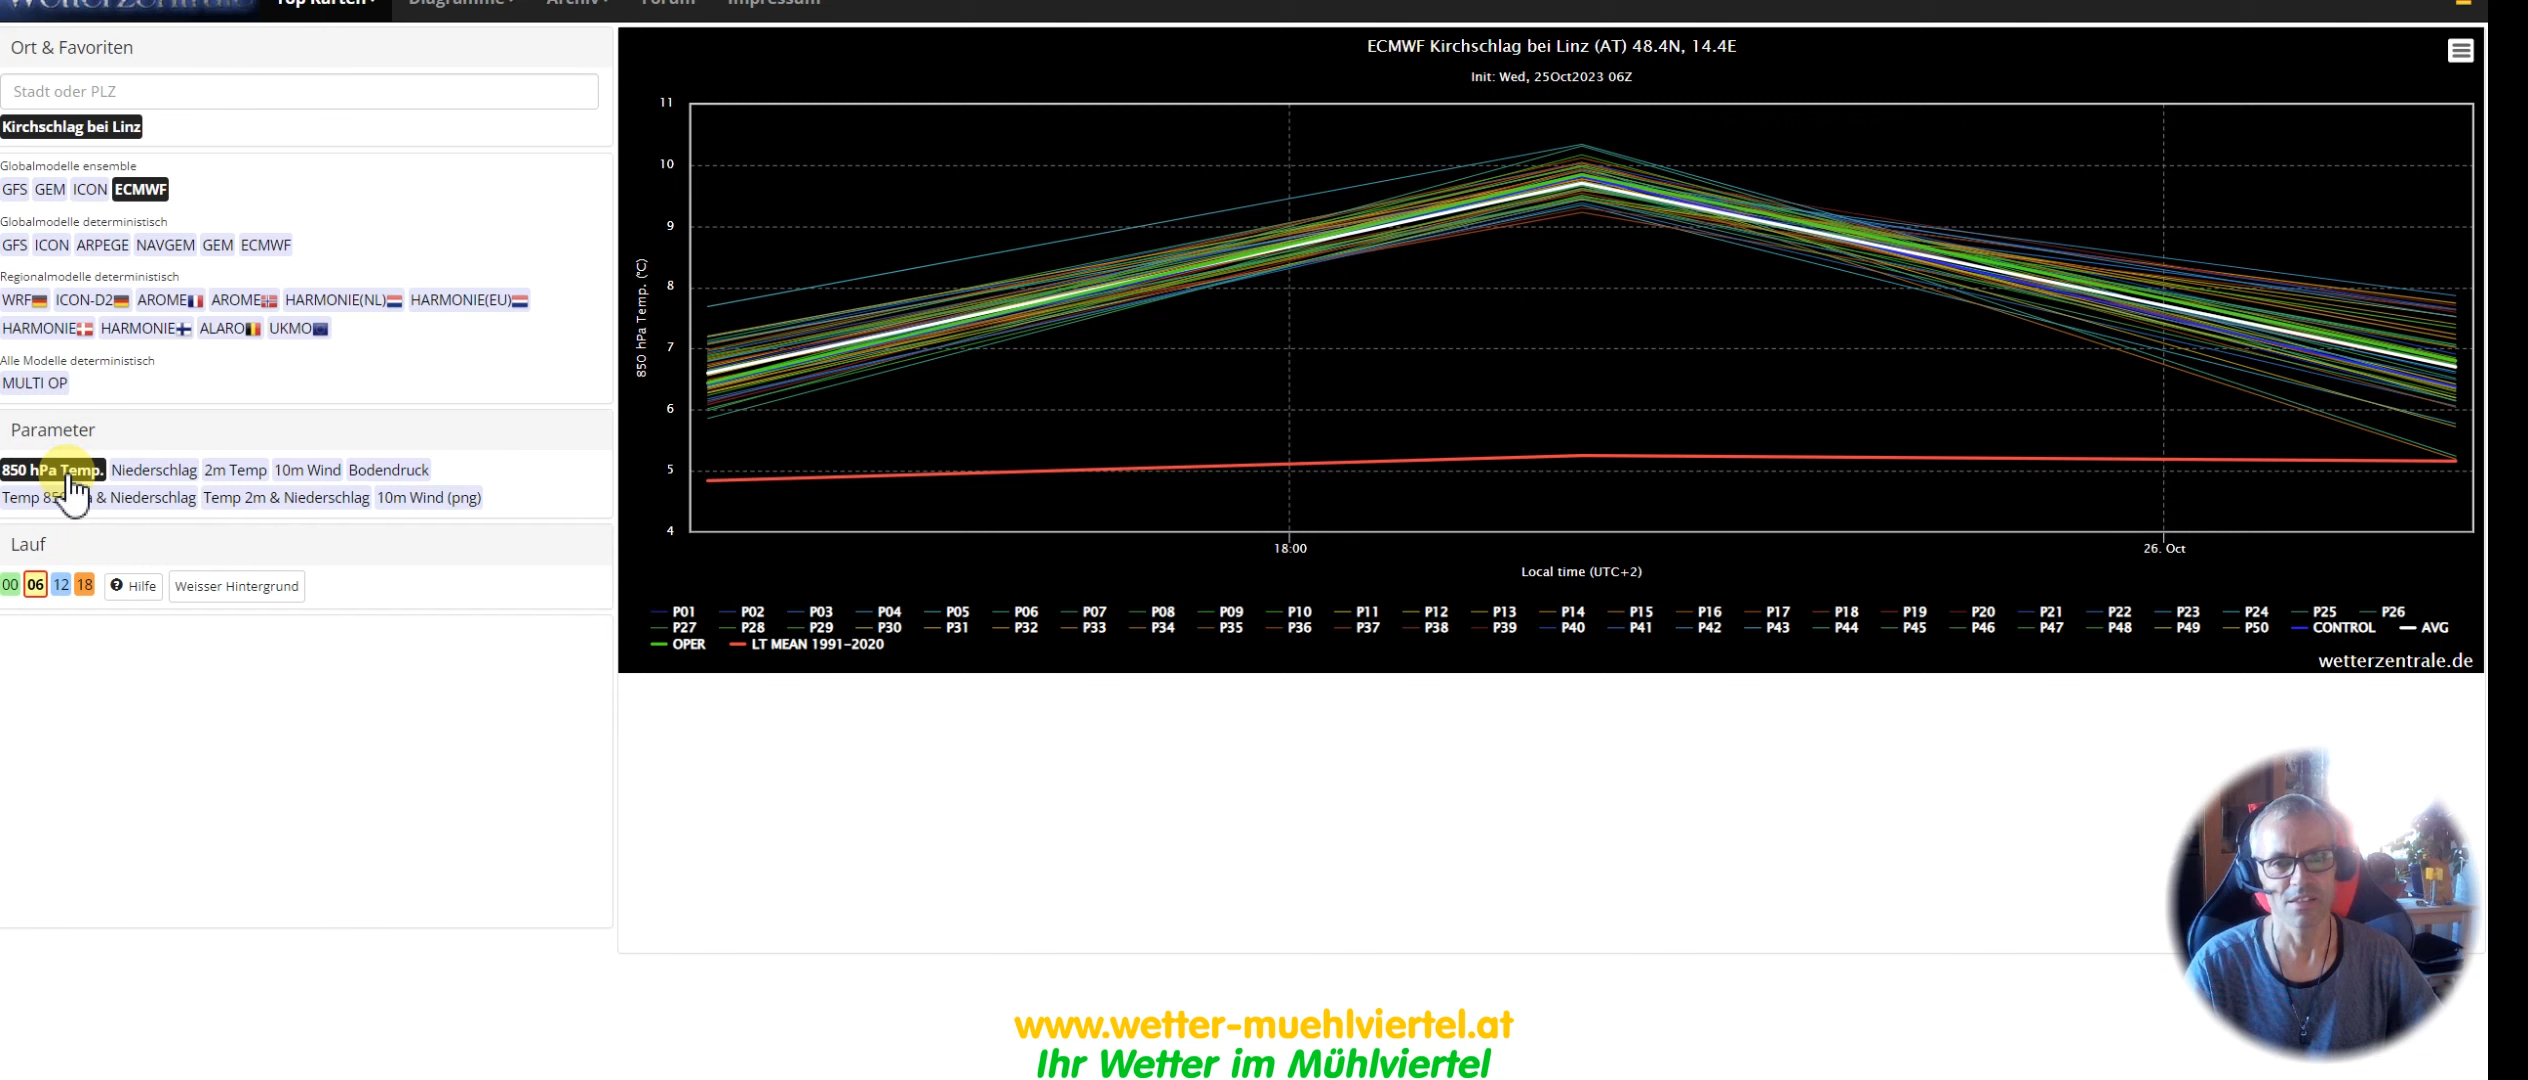 Wetterzentrale Top Karten Diagramme Archiv Forum Impressum
Ort & Favoriten
Stadt oder PLZ
Kirchschlag bei Linz
Globalmodelle ensemble
GFS GEM ICON ECMWF
Globalmodelle deterministisch
GFS ICON ARPEGE NAVGEM GEM ECMWF
Regionalmodelle deterministisch
WRF ICON-D2 AROME AROME HARMONIE(NL) HARMONIE(EU)
HARMONIE HARMONIE ALARO UKMO
Alle Modelle deterministisch
MULTI OP
Parameter
850 hPa Temp. Niederschlag 2m Temp 10m Wind Bodendruck
Temp & Niederschlag Temp 2m & Niederschlag 10m Wind (png)
Lauf
00 06 12 18 Hilfe Weisser Hintergrund
ECMWF Kirchschlag bei Linz (AT) 48.4N, 14.4E
Init: Wed, 25Oct2023 06Z
850 hPa Temp. (°C)
11
10
9
8
7
6
5
4
18:00 26. Oct
Local time (UTC+2)
P01 P02 P03 P04 P05 P06 P07 P08 P09 P10 P11 P12 P13 P14 P15 P16 P17 P18 P19 P20 P21 P22 P23 P24 P25 P26
P27 P28 P29 P30 P31 P32 P33 P34 P35 P36 P37 P38 P39 P40 P41 P42 P43 P44 P45 P46 P47 P48 P49 P50 CONTROL AVG
OPER LT MEAN 1991-2020
wetterzentrale.de
www.wetter-muehlviertel.at
Ihr Wetter im Mühlviertel